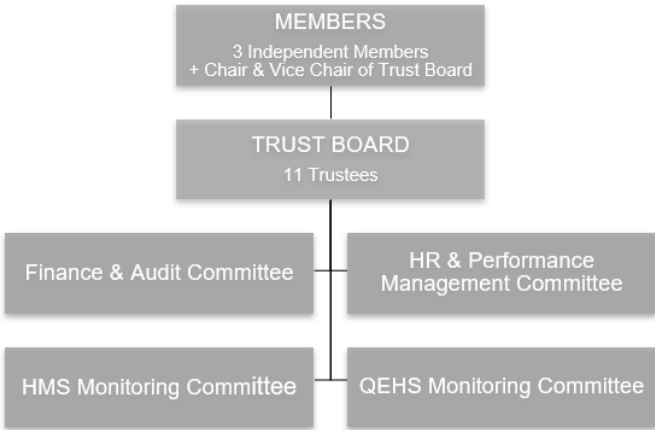 MEMBERS
3 Independent Members
+ Chair & Vice Chair of Trust Board
TRUST BOARD
11 Trustees
Finance & Audit Committee
HR & Performance
Management Committee
HMS Monitoring Committee
QEHS Monitoring Committee